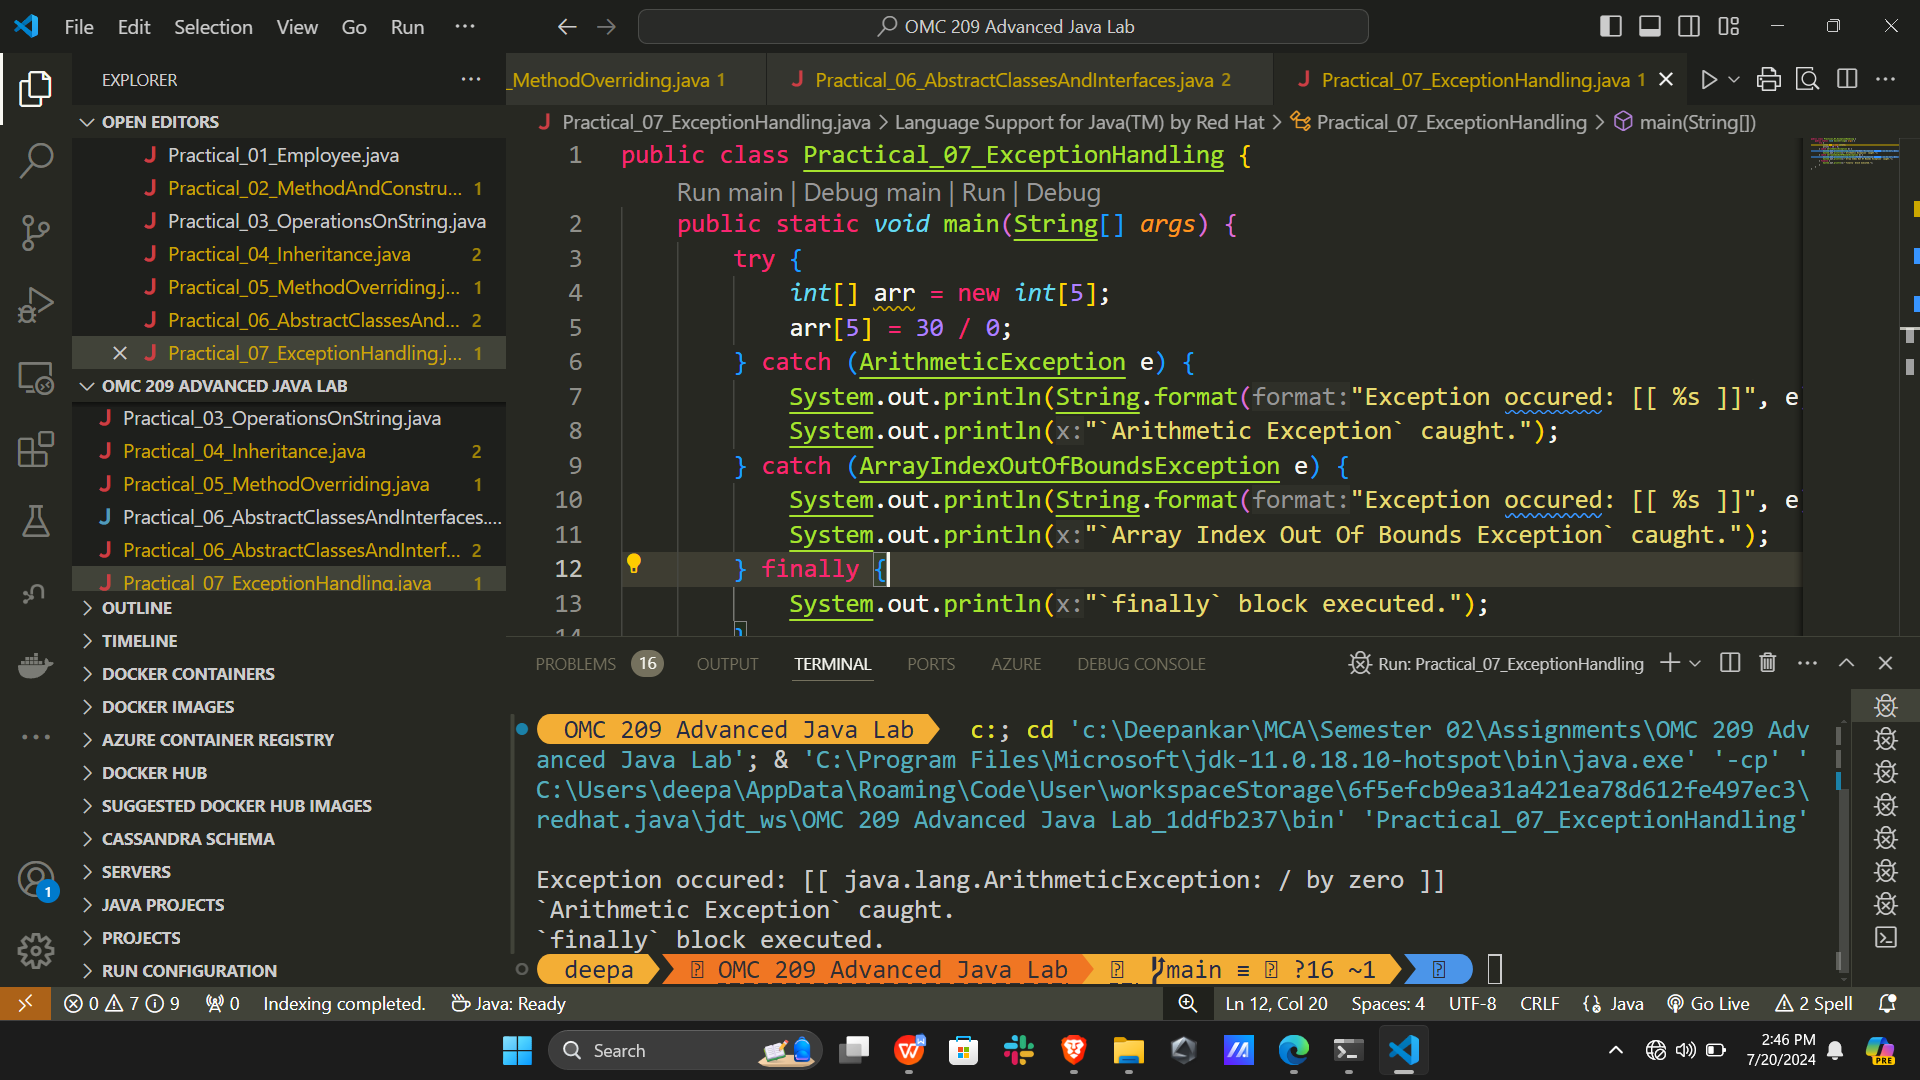 File Edit Selection View Go Run ···
OMC 209 Advanced Java Lab
EXPLORER
_MethodOverriding.java 1
Practical_06_AbstractClassesAndInterfaces.java 2
Practical_07_ExceptionHandling.java 1
OPEN EDITORS
Practical_01_Employee.java
Practical_02_MethodAndConstru... 1
Practical_03_OperationsOnString.java
Practical_04_Inheritance.java 2
Practical_05_MethodOverriding.j... 1
Practical_06_AbstractClassesAnd... 2
Practical_07_ExceptionHandling.j... 1
OMC 209 ADVANCED JAVA LAB
Practical_03_OperationsOnString.java
Practical_04_Inheritance.java 2
Practical_05_MethodOverriding.java 1
Practical_06_AbstractClassesAndInterfaces....
Practical_06_AbstractClassesAndInterf... 2
Practical_07_ExceptionHandling.java 1
OUTLINE
TIMELINE
DOCKER CONTAINERS
DOCKER IMAGES
AZURE CONTAINER REGISTRY
DOCKER HUB
SUGGESTED DOCKER HUB IMAGES
CASSANDRA SCHEMA
SERVERS
JAVA PROJECTS
PROJECTS
RUN CONFIGURATION
Practical_07_ExceptionHandling.java > Language Support for Java(TM) by Red Hat > Practical_07_ExceptionHandling > main(String[])
1 public class Practical_07_ExceptionHandling {
Run main | Debug main | Run | Debug
2 public static void main(String[] args) {
3 try {
4 int[] arr = new int[5];
5 arr[5] = 30 / 0;
6 } catch (ArithmeticException e) {
7 System.out.println(String.format(format:"Exception occured: [[ %s ]]", e
8 System.out.println(x:"`Arithmetic Exception` caught.");
9 } catch (ArrayIndexOutOfBoundsException e) {
10 System.out.println(String.format(format:"Exception occured: [[ %s ]]", e
11 System.out.println(x:"`Array Index Out Of Bounds Exception` caught.");
12 } finally {
13 System.out.println(x:"`finally` block executed.");
14 }
PROBLEMS 16 OUTPUT TERMINAL PORTS AZURE DEBUG CONSOLE
Run: Practical_07_ExceptionHandling
OMC 209 Advanced Java Lab c:; cd 'c:\Deepankar\MCA\Semester 02\Assignments\OMC 209 Adv
anced Java Lab'; & 'C:\Program Files\Microsoft\jdk-11.0.18.10-hotspot\bin\java.exe' '-cp' '
C:\Users\deepa\AppData\Roaming\Code\User\workspaceStorage\6f5efcb9ea31a421ea78d612fe497ec3\
redhat.java\jdt_ws\OMC 209 Advanced Java Lab_1ddfb237\bin' 'Practical_07_ExceptionHandling'
Exception occured: [[ java.lang.ArithmeticException: / by zero ]]
`Arithmetic Exception` caught.
`finally` block executed.
deepa OMC 209 Advanced Java Lab main ≡ ?16 ~1
1
0 7 9 0 Indexing completed. Java: Ready
Ln 12, Col 20 Spaces: 4 UTF-8 CRLF Java Go Live 2 Spell
Search
2:46 PM
7/20/2024
PRE